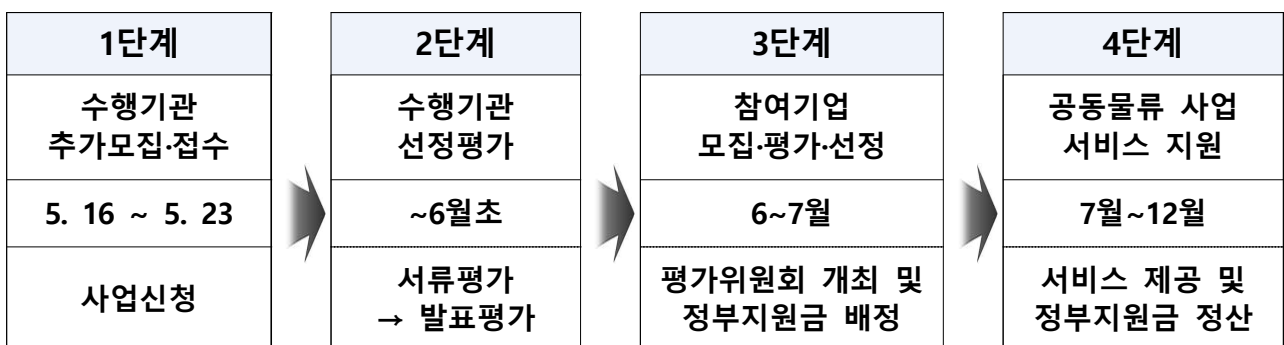 1단계
수행기관
추가모집·접수
5. 16 ~ 5. 23
사업신청
2단계
수행기관
선정평가
~6월초
서류평가
→ 발표평가
3단계
참여기업
모집·평가·선정
6~7월
평가위원회 개최 및
정부지원금 배정
4단계
공동물류 사업
서비스 지원
7월~12월
서비스 제공 및
정부지원금 정산